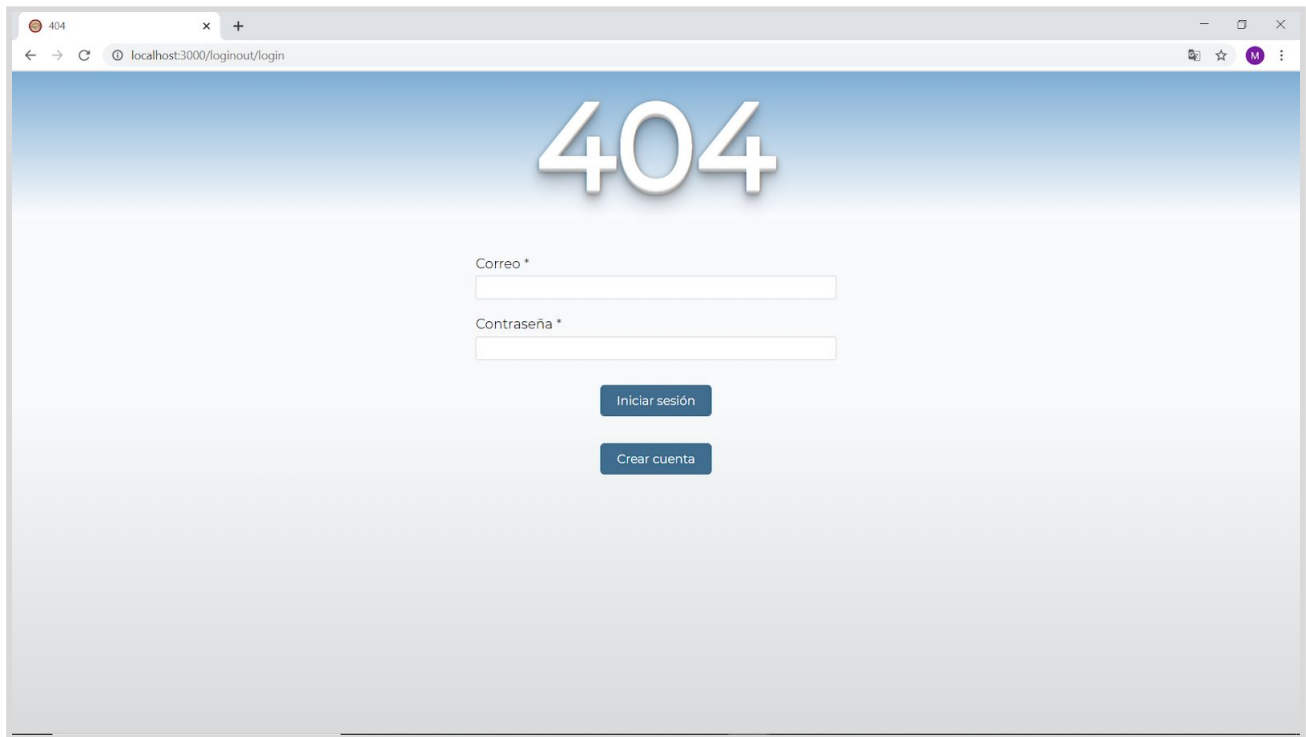 404
localhost:3000/loginout/login
M
404
Correo *
Contraseña *
Iniciar sesión
Crear cuenta